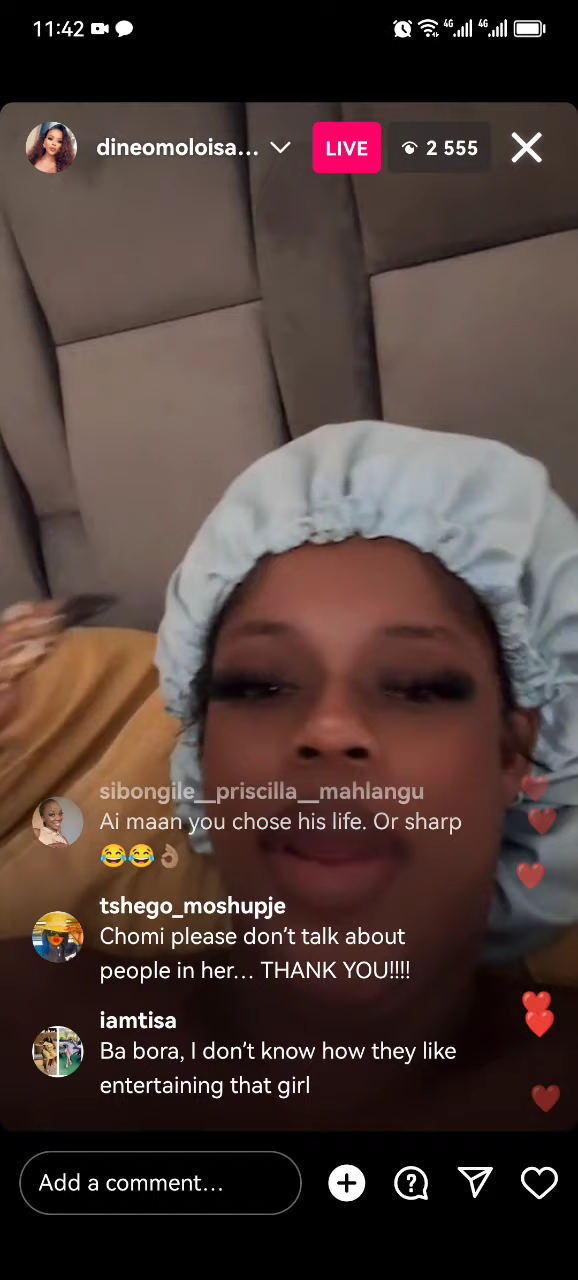 11:42
4G 4G
dineomoloisa...
LIVE
2 555
sibongile__priscilla__mahlangu
Ai maan you chose his life. Or sharp
😂😂👌🏽
tshego_moshupje
Chomi please don't talk about
people in her... THANK YOU!!!!
iamtisa
Ba bora, I don't know how they like
entertaining that girl
Add a comment...